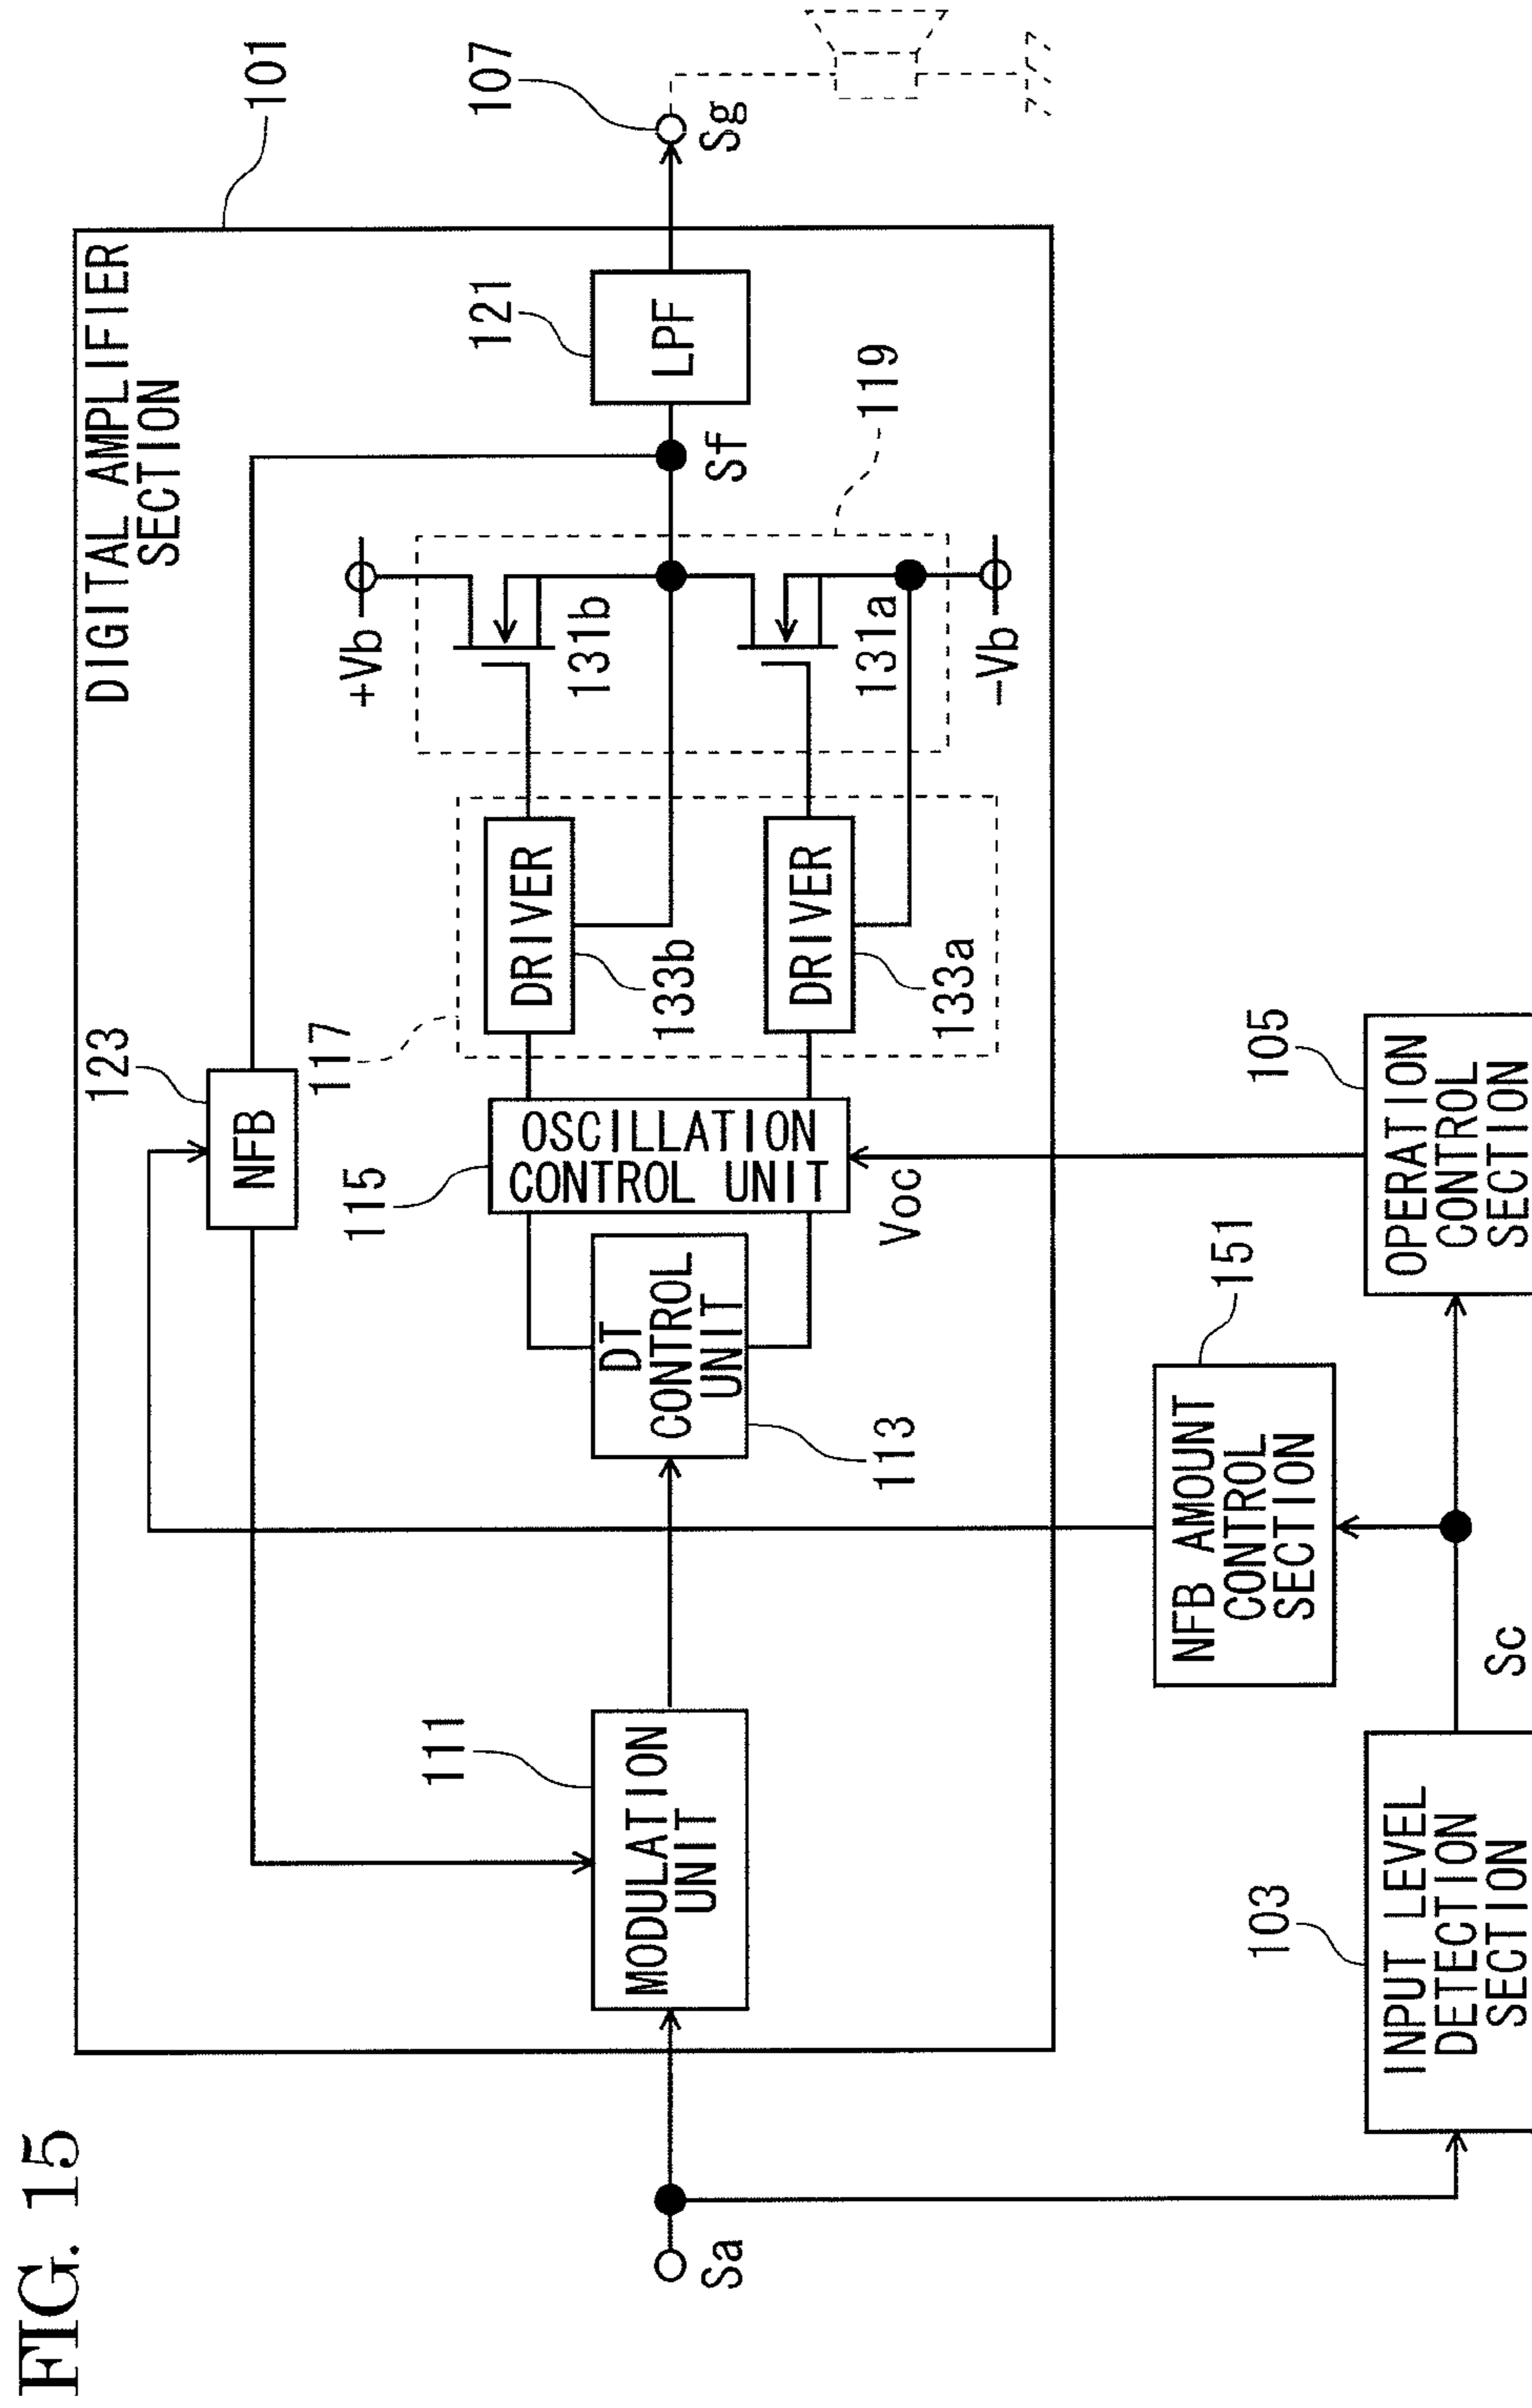 FIG. 15
DIGITAL AMPLIFIER
SECTION
101
123
NFB
117
+Vb
107
Sg
121
LPF
Sf
119
131b
131a
-Vb
DRIVER
133b
DRIVER
133a
115
OSCILLATION
CONTROL UNIT
Voc
DT
CONTROL
UNIT
113
111
MODULATION
UNIT
Sa
151
NFB AMOUNT
CONTROL
SECTION
105
OPERATION
CONTROL
SECTION
Sc
103
INPUT LEVEL
DETECTION
SECTION